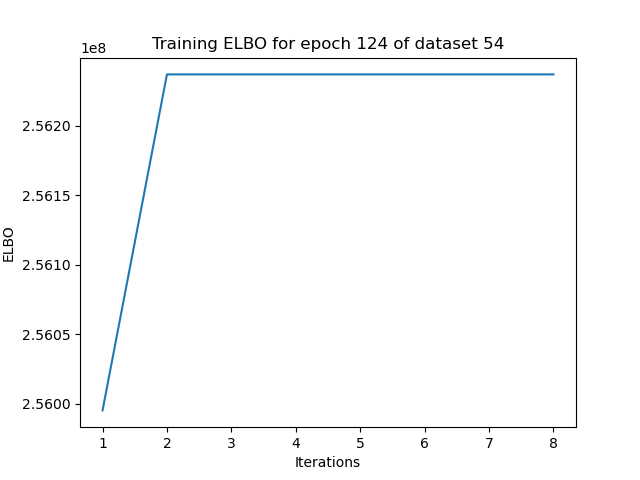 Training ELBO for epoch 124 of dataset 54
1e8
2.5620
2.5615
2.5610
2.5605
2.5600
ELBO
1 2 3 4 5 6 7 8
Iterations